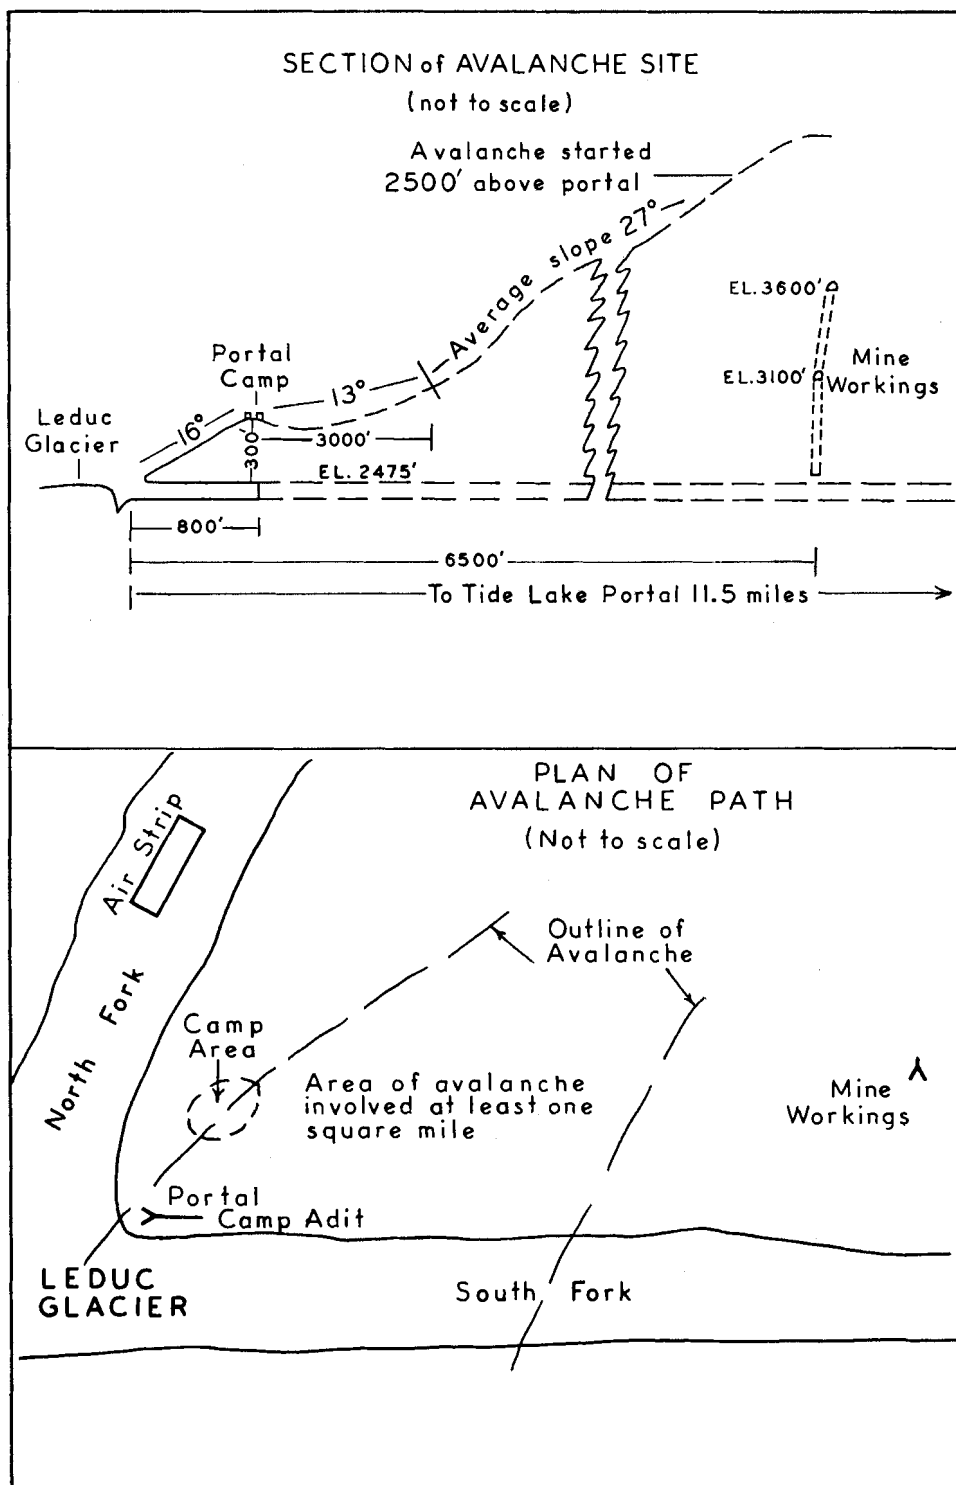 SECTION of AVALANCHE SITE
(not to scale)
Avalanche started
2500' above portal
Average slope 27°
EL. 3600'
Portal
Camp
13°
EL. 3100'
Mine
Workings
Leduc
Glacier
16°
300'
3000'
EL. 2475'
800'
6500'
To Tide Lake Portal 11.5 miles
PLAN OF
AVALANCHE PATH
(Not to scale)
Air Strip
Outline of
Avalanche
North Fork
Camp
Area
Area of avalanche
involved at least one
square mile
Mine
Workings
Portal
Camp Adit
LEDUC
GLACIER
South Fork